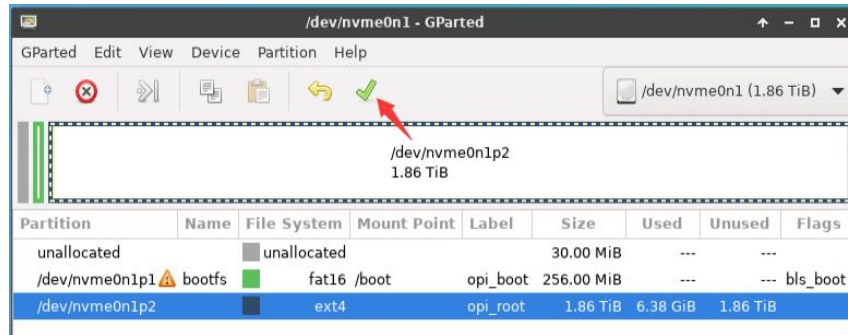 /dev/nvme0n1 - GParted
GParted Edit View Device Partition Help
/dev/nvme0n1 (1.86 TiB)
/dev/nvme0n1p2
1.86 TiB
Partition Name File System Mount Point Label Size Used Unused Flags
unallocated unallocated 30.00 MiB --- ---
/dev/nvme0n1p1 bootfs fat16 /boot opi_boot 256.00 MiB --- --- bls_boot
/dev/nvme0n1p2 ext4 opi_root 1.86 TiB 6.38 GiB 1.86 TiB